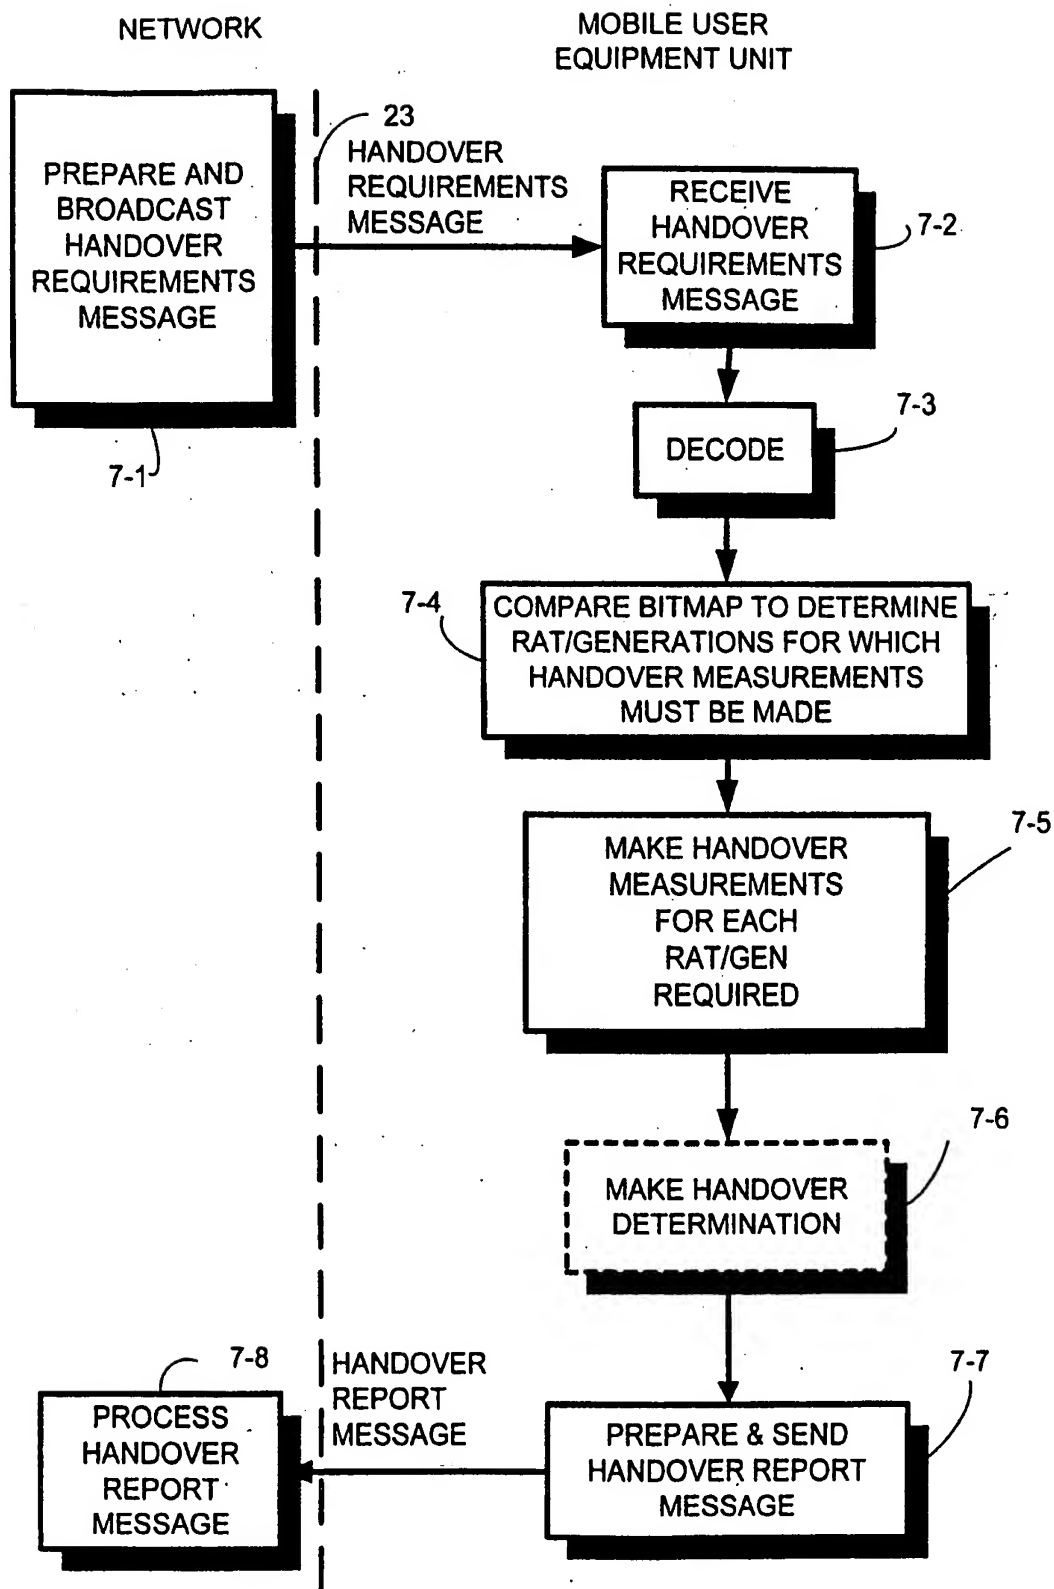 NETWORK
MOBILE USER
EQUIPMENT UNIT
PREPARE AND
BROADCAST
HANDOVER
REQUIREMENTS
MESSAGE
7-1
23
HANDOVER
REQUIREMENTS
MESSAGE
RECEIVE
HANDOVER
REQUIREMENTS
MESSAGE
7-2
DECODE
7-3
7-4
COMPARE BITMAP TO DETERMINE
RAT/GENERATIONS FOR WHICH
HANDOVER MEASUREMENTS
MUST BE MADE
MAKE HANDOVER
MEASUREMENTS
FOR EACH
RAT/GEN
REQUIRED
7-5
MAKE HANDOVER
DETERMINATION
7-6
PREPARE & SEND
HANDOVER REPORT
MESSAGE
7-7
HANDOVER
REPORT
MESSAGE
7-8
PROCESS
HANDOVER
REPORT
MESSAGE